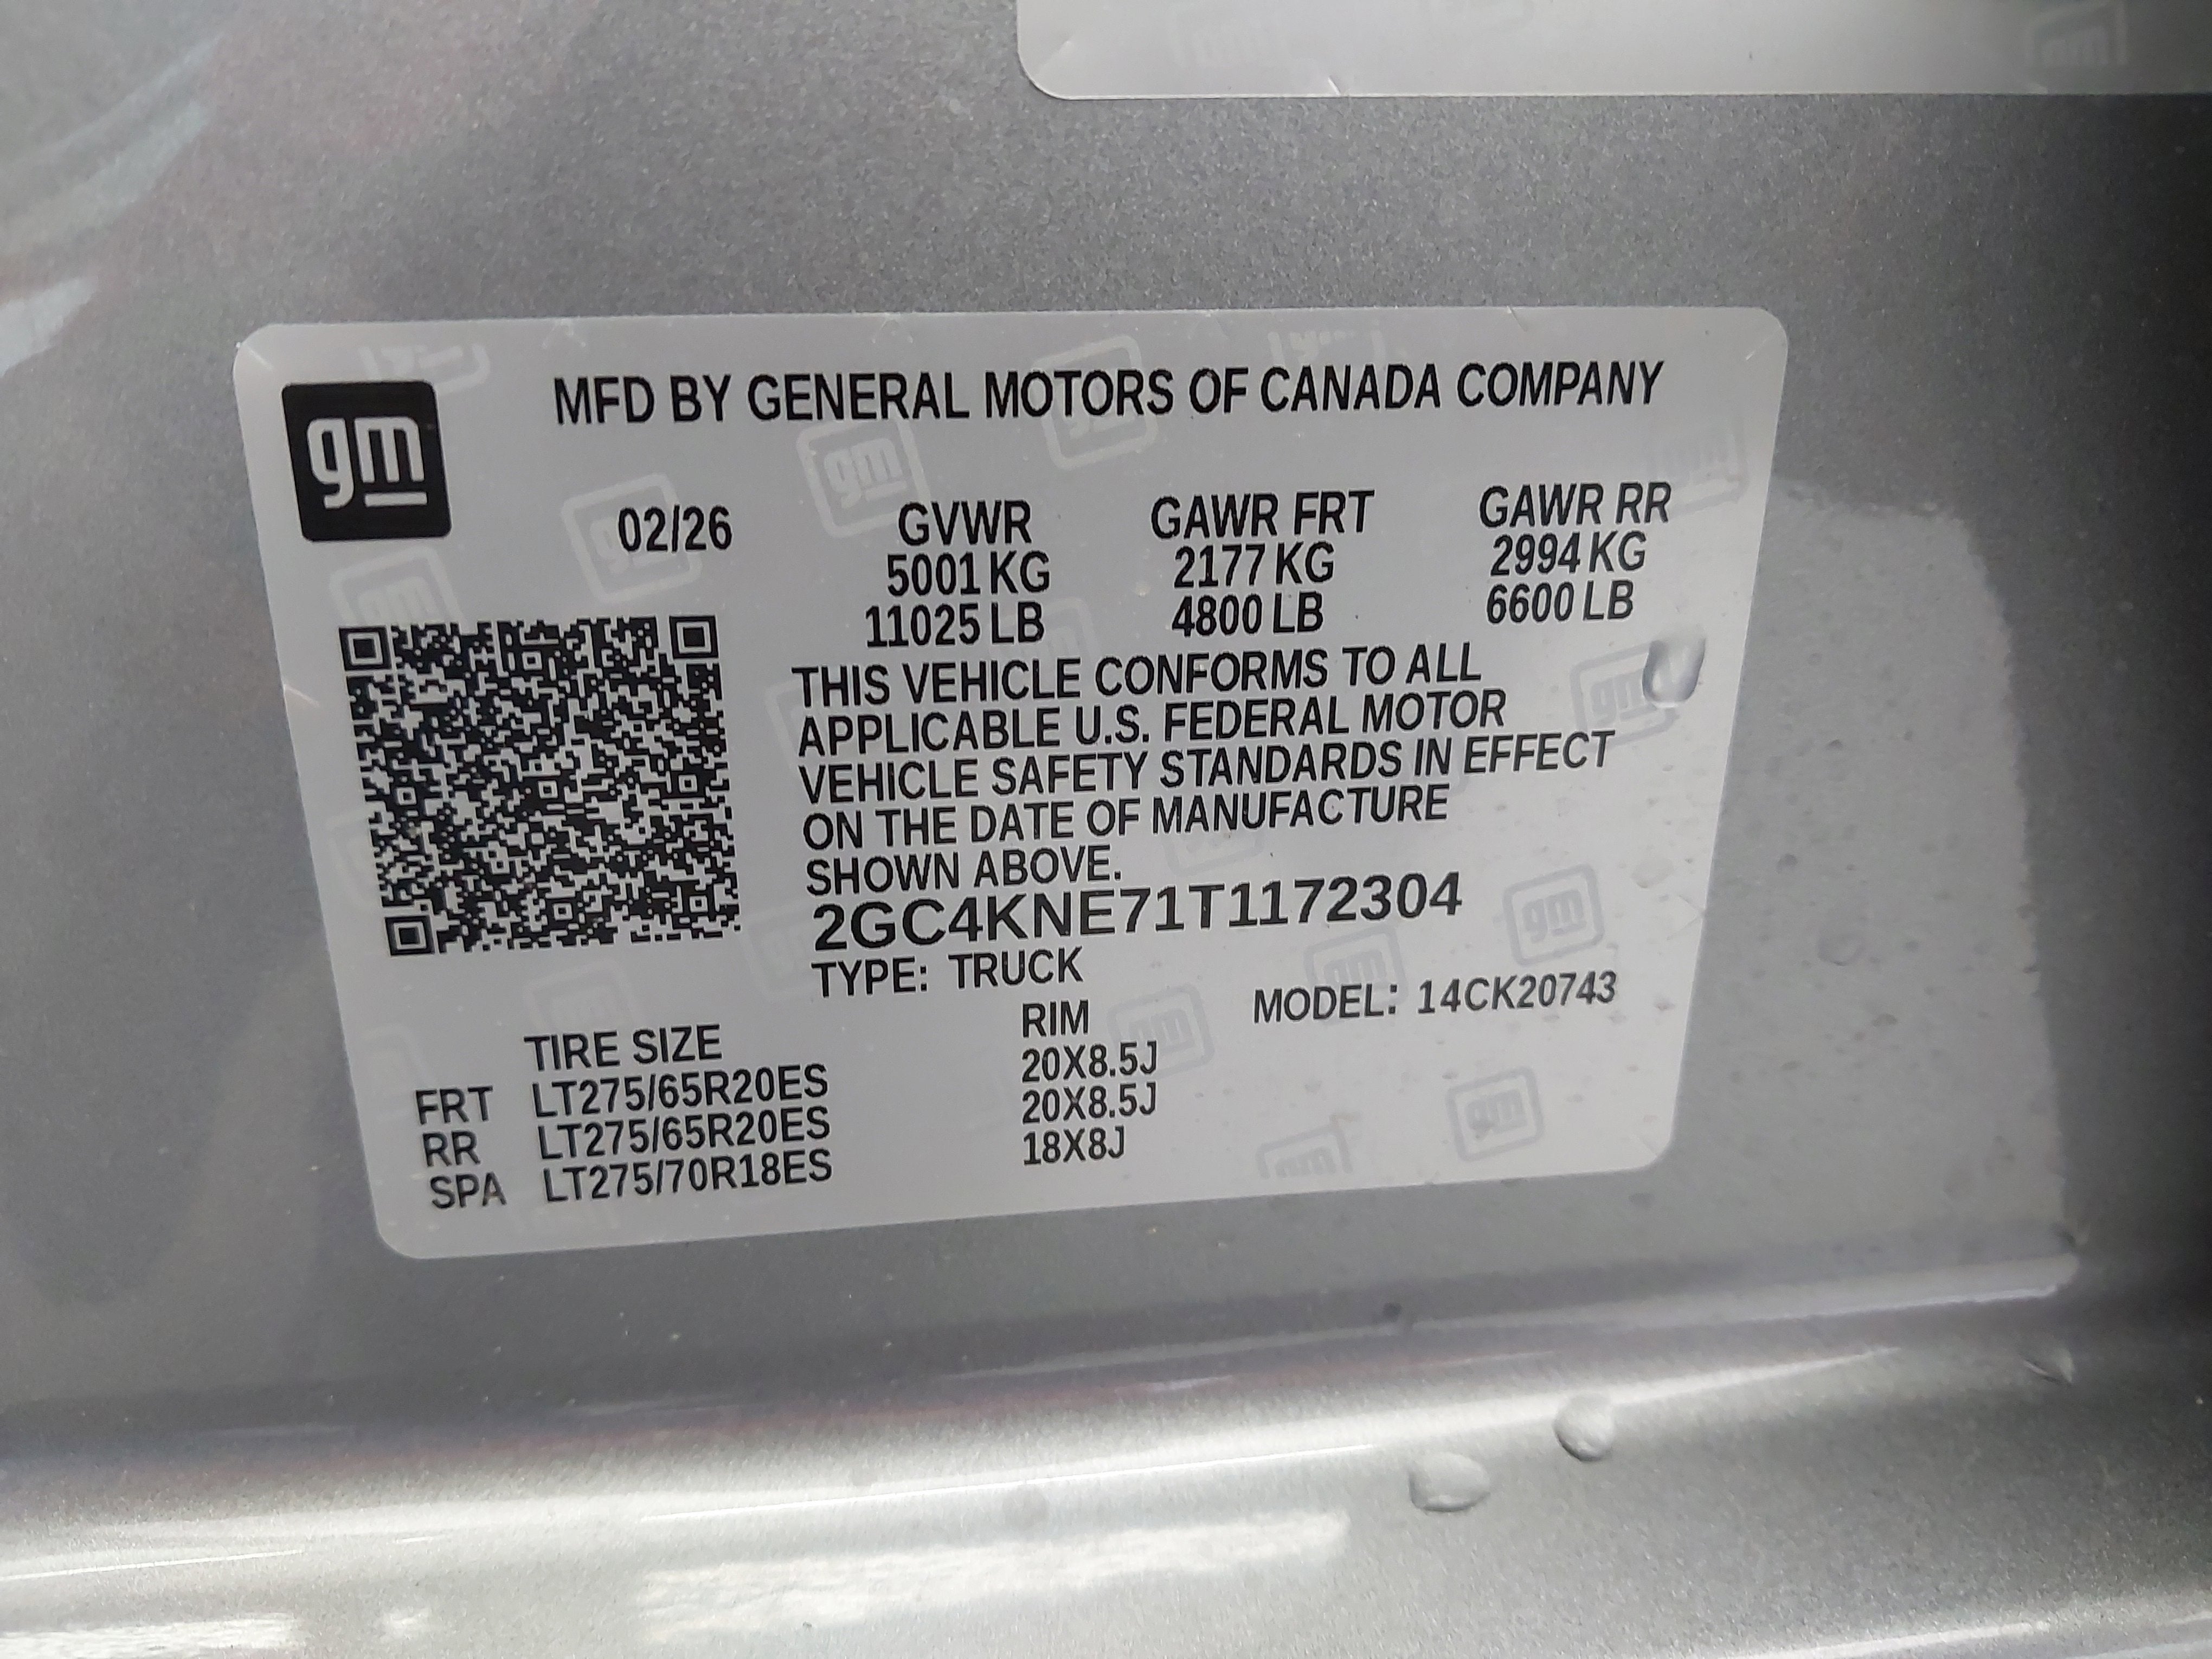 gm
MFD BY GENERAL MOTORS OF CANADA COMPANY
02/26 GVWR GAWR FRT GAWR RR
5001 KG 2177 KG 2994 KG
11025 LB 4800 LB 6600 LB
THIS VEHICLE CONFORMS TO ALL
APPLICABLE U.S. FEDERAL MOTOR
VEHICLE SAFETY STANDARDS IN EFFECT
ON THE DATE OF MANUFACTURE
SHOWN ABOVE.
2GC4KNE71T1172304
TYPE: TRUCK
MODEL: 14CK20743
TIRE SIZE RIM
FRT LT275/65R20ES 20X8.5J
RR LT275/65R20ES 20X8.5J
SPA LT275/70R18ES 18X8J